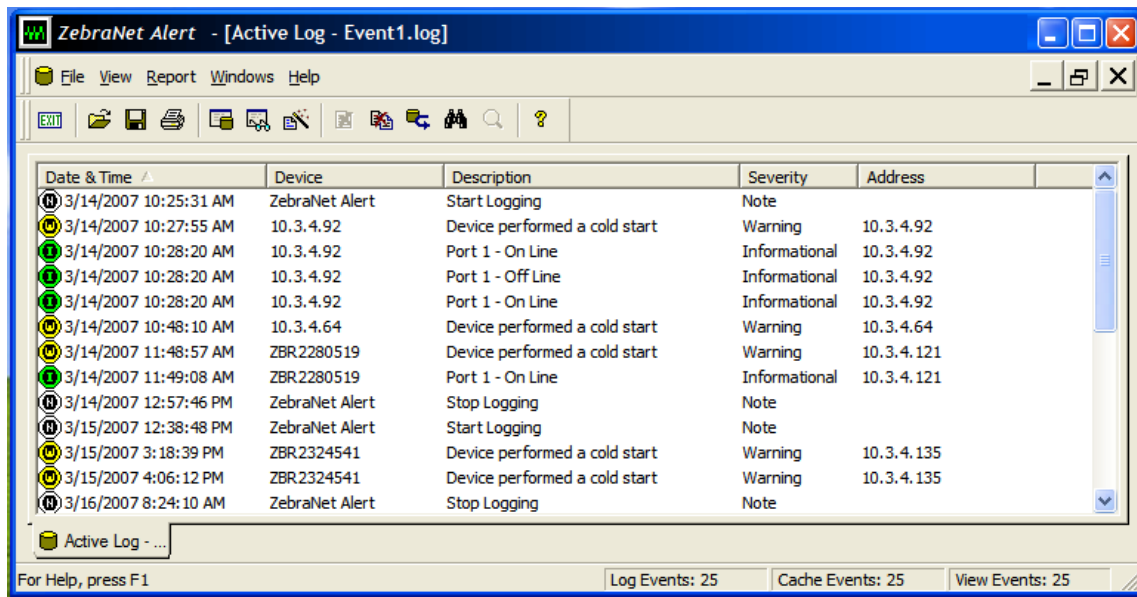 ZebraNet Alert - [Active Log - Event1.log]
File View Report Windows Help
EXIT
Date & Time Device Description Severity Address
N 3/14/2007 10:25:31 AM ZebraNet Alert Start Logging Note
W 3/14/2007 10:27:55 AM 10.3.4.92 Device performed a cold start Warning 10.3.4.92
I 3/14/2007 10:28:20 AM 10.3.4.92 Port 1 - On Line Informational 10.3.4.92
I 3/14/2007 10:28:20 AM 10.3.4.92 Port 1 - Off Line Informational 10.3.4.92
I 3/14/2007 10:28:20 AM 10.3.4.92 Port 1 - On Line Informational 10.3.4.92
W 3/14/2007 10:48:10 AM 10.3.4.64 Device performed a cold start Warning 10.3.4.64
W 3/14/2007 11:48:57 AM ZBR2280519 Device performed a cold start Warning 10.3.4.121
I 3/14/2007 11:49:08 AM ZBR2280519 Port 1 - On Line Informational 10.3.4.121
N 3/14/2007 12:57:46 PM ZebraNet Alert Stop Logging Note
N 3/15/2007 12:38:48 PM ZebraNet Alert Start Logging Note
W 3/15/2007 3:18:39 PM ZBR2324541 Device performed a cold start Warning 10.3.4.135
W 3/15/2007 4:06:12 PM ZBR2324541 Device performed a cold start Warning 10.3.4.135
N 3/16/2007 8:24:10 AM ZebraNet Alert Stop Logging Note
Active Log - ...
For Help, press F1 Log Events: 25 Cache Events: 25 View Events: 25